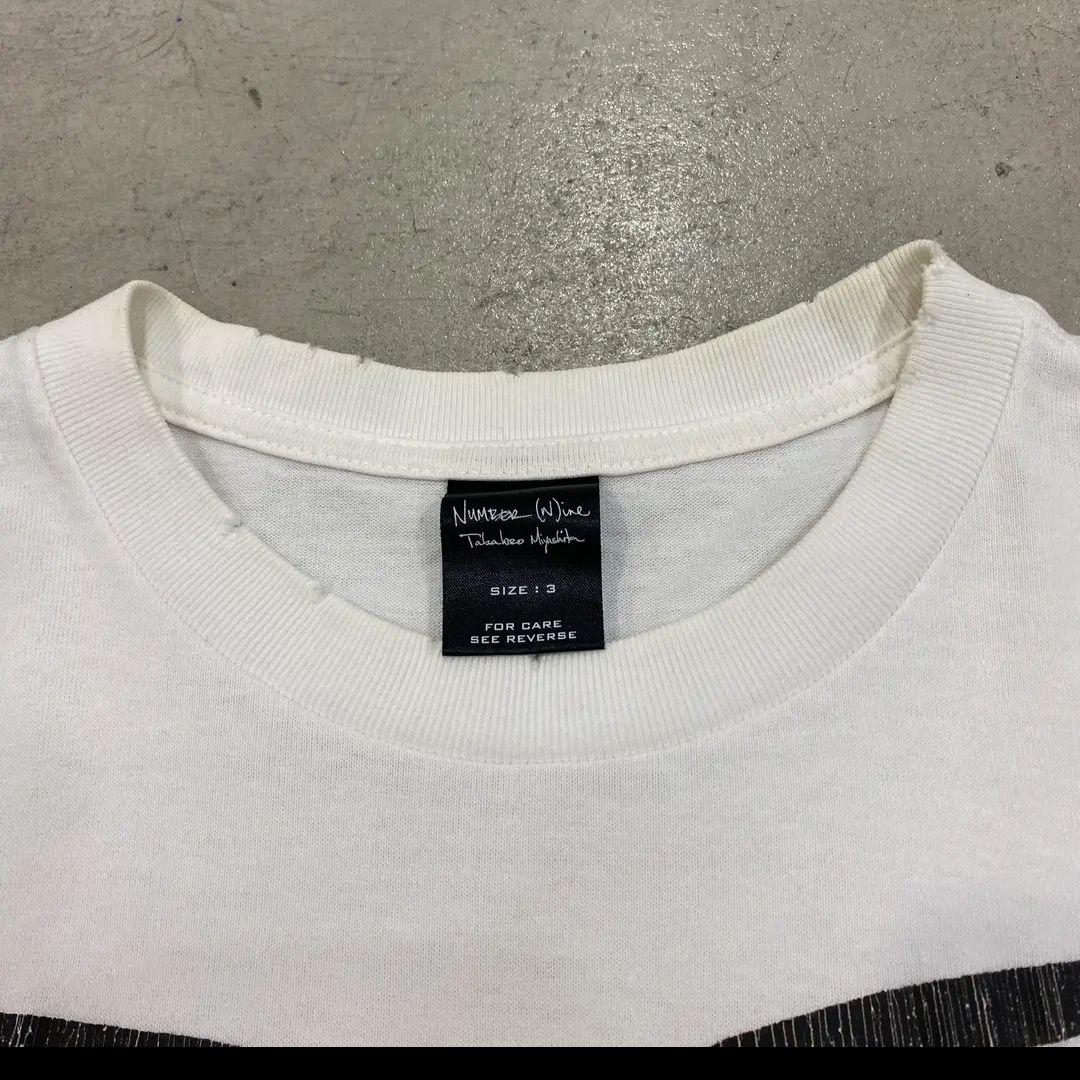 NUMBER (N)ine
Takahiro Miyashita
SIZE : 3
FOR CARE
SEE REVERSE